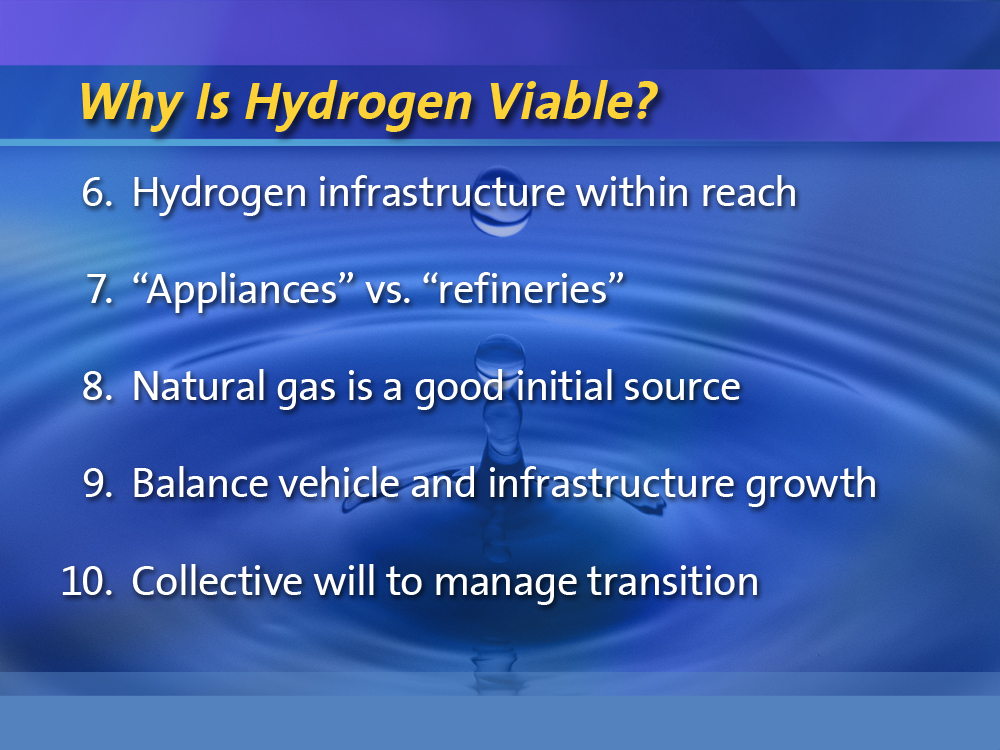 Why Is Hydrogen Viable?
6. Hydrogen infrastructure within reach
7. “Appliances” vs. “refineries”
8. Natural gas is a good initial source
9. Balance vehicle and infrastructure growth
10. Collective will to manage transition